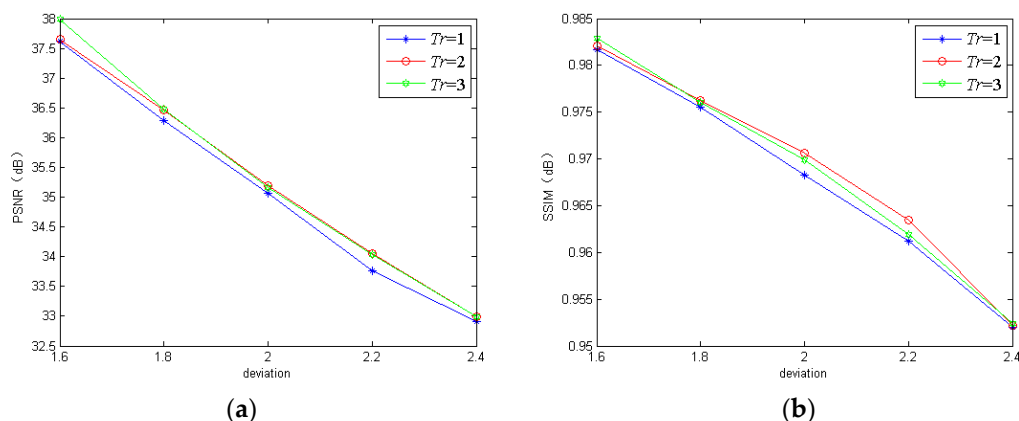 38
37.5
37
36.5
36
35.5
35
34.5
34
33.5
33
32.5
PSNR（dB）
1.6 1.8 2 2.2 2.4
deviation
Tr=1
Tr=2
Tr=3
(a)
0.985
0.98
0.975
0.97
0.965
0.96
0.955
0.95
SSIM（dB）
1.6 1.8 2 2.2 2.4
deviation
Tr=1
Tr=2
Tr=3
(b)